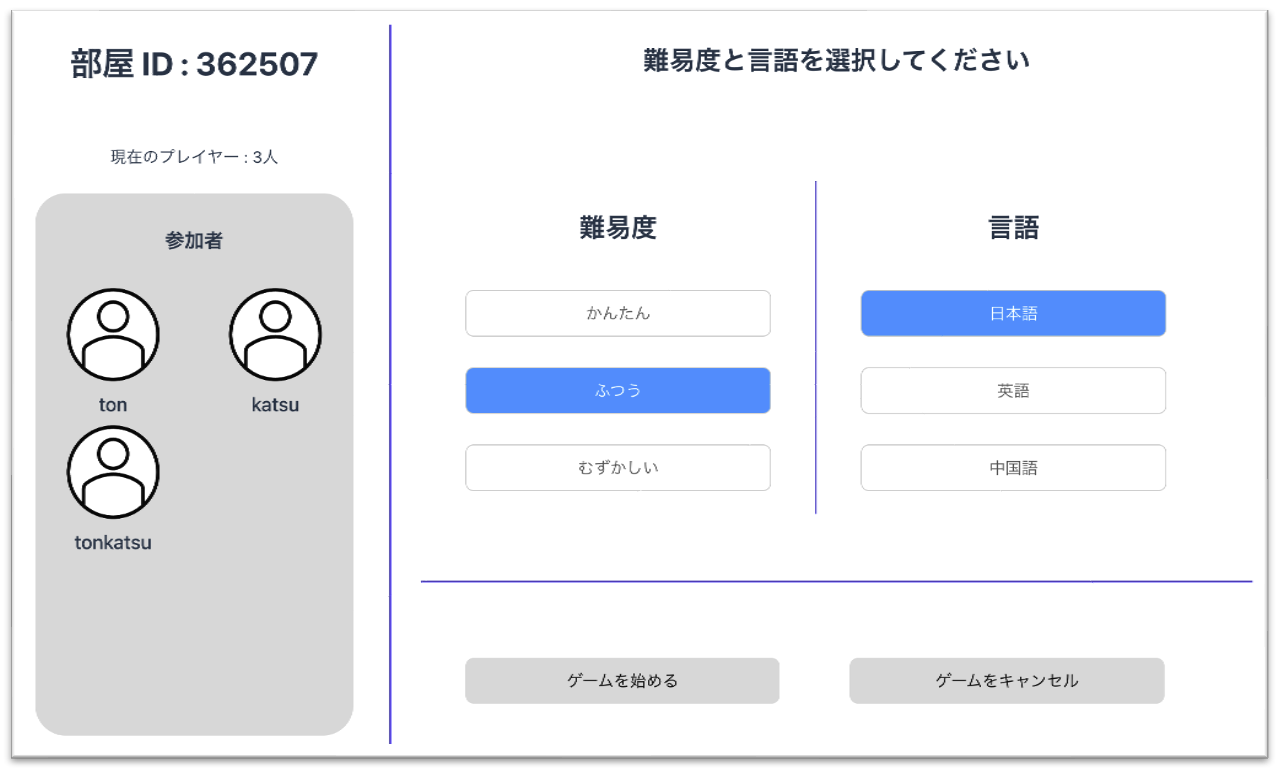 部屋 ID : 362507
現在のプレイヤー : 3人
参加者
ton
katsu
tonkatsu
難易度と言語を選択してください
難易度
かんたん
ふつう
むずかしい
言語
日本語
英語
中国語
ゲームを始める
ゲームをキャンセル